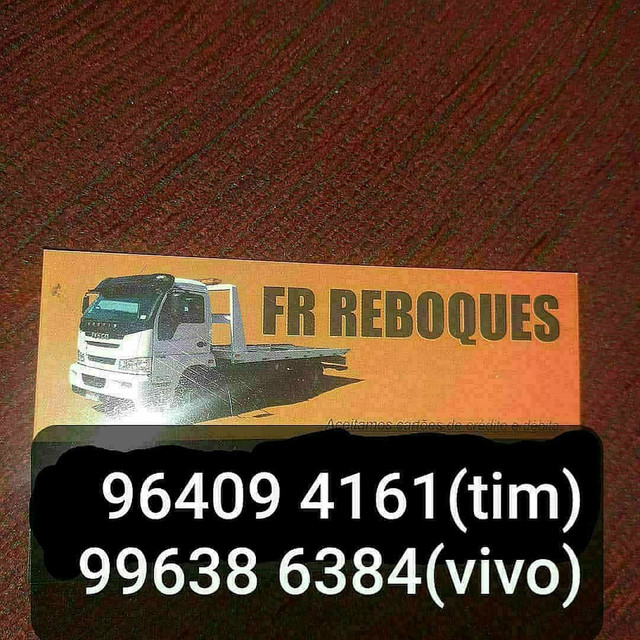 FR REBOQUES
Aceitamos cartões de crédito e débito
96409 4161(tim)
99638 6384(vivo)